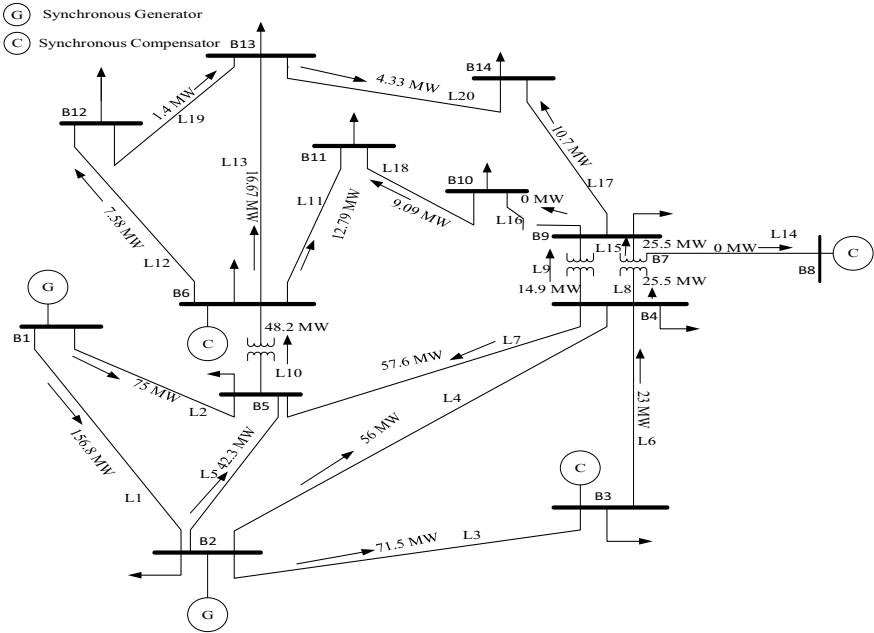 G Synchronous Generator
C Synchronous Compensator
B13
B14
4.33 MW
L20
1.4 MW
L19
B12
B11
L18
B10
10.7 MW
L17
L13
16.67 MW
L11
12.79 MW
9.09 MW
0 MW
L16
7.58 MW
L12
B9
L15
25.5 MW
0 MW
L14
B7
B8
C
L9
14.9 MW
L8
25.5 MW
B6
G
B1
C
48.2 MW
L10
B4
L7
57.6 MW
75 MW
L2
B5
L4
156.8 MW
L5
42.3 MW
56 MW
23 MW
L6
C
B3
L1
B2
71.5 MW
L3
G